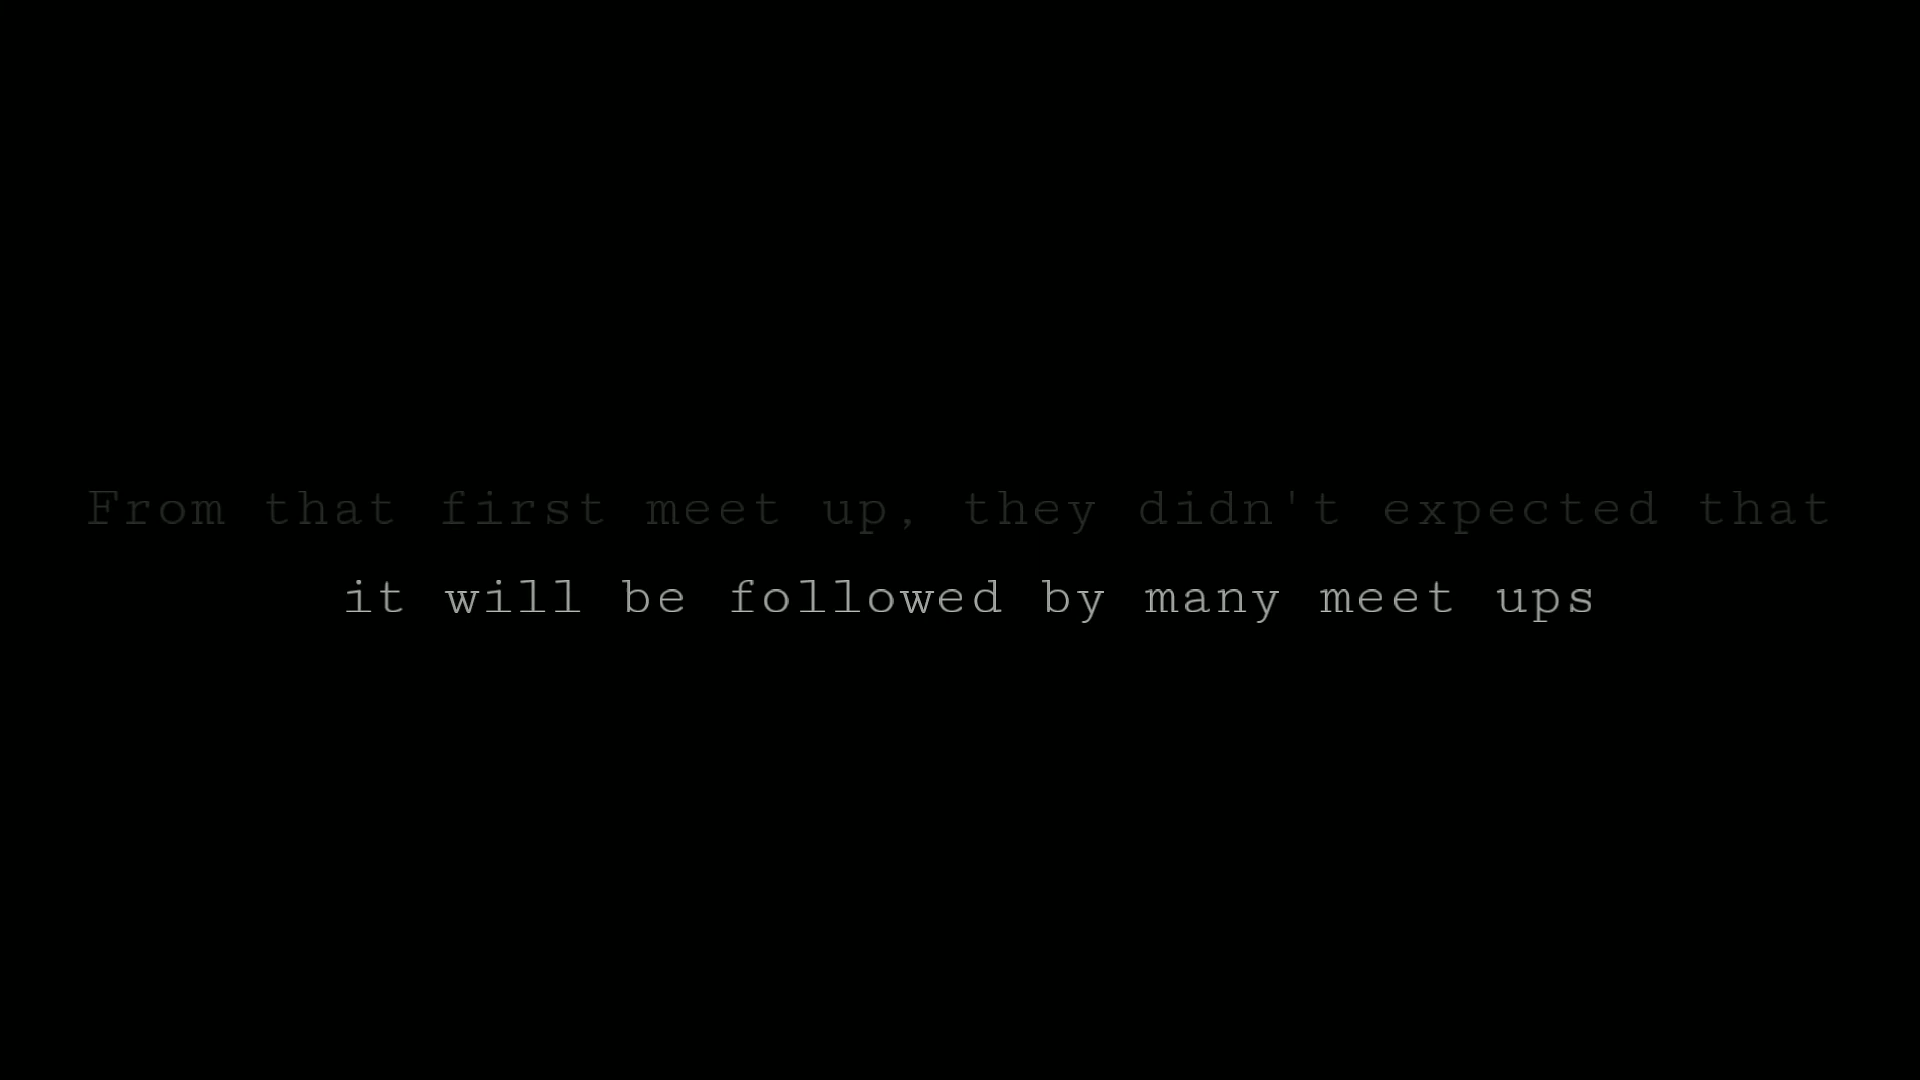 From that first meet up, they didn't expected that
it will be followed by many meet ups